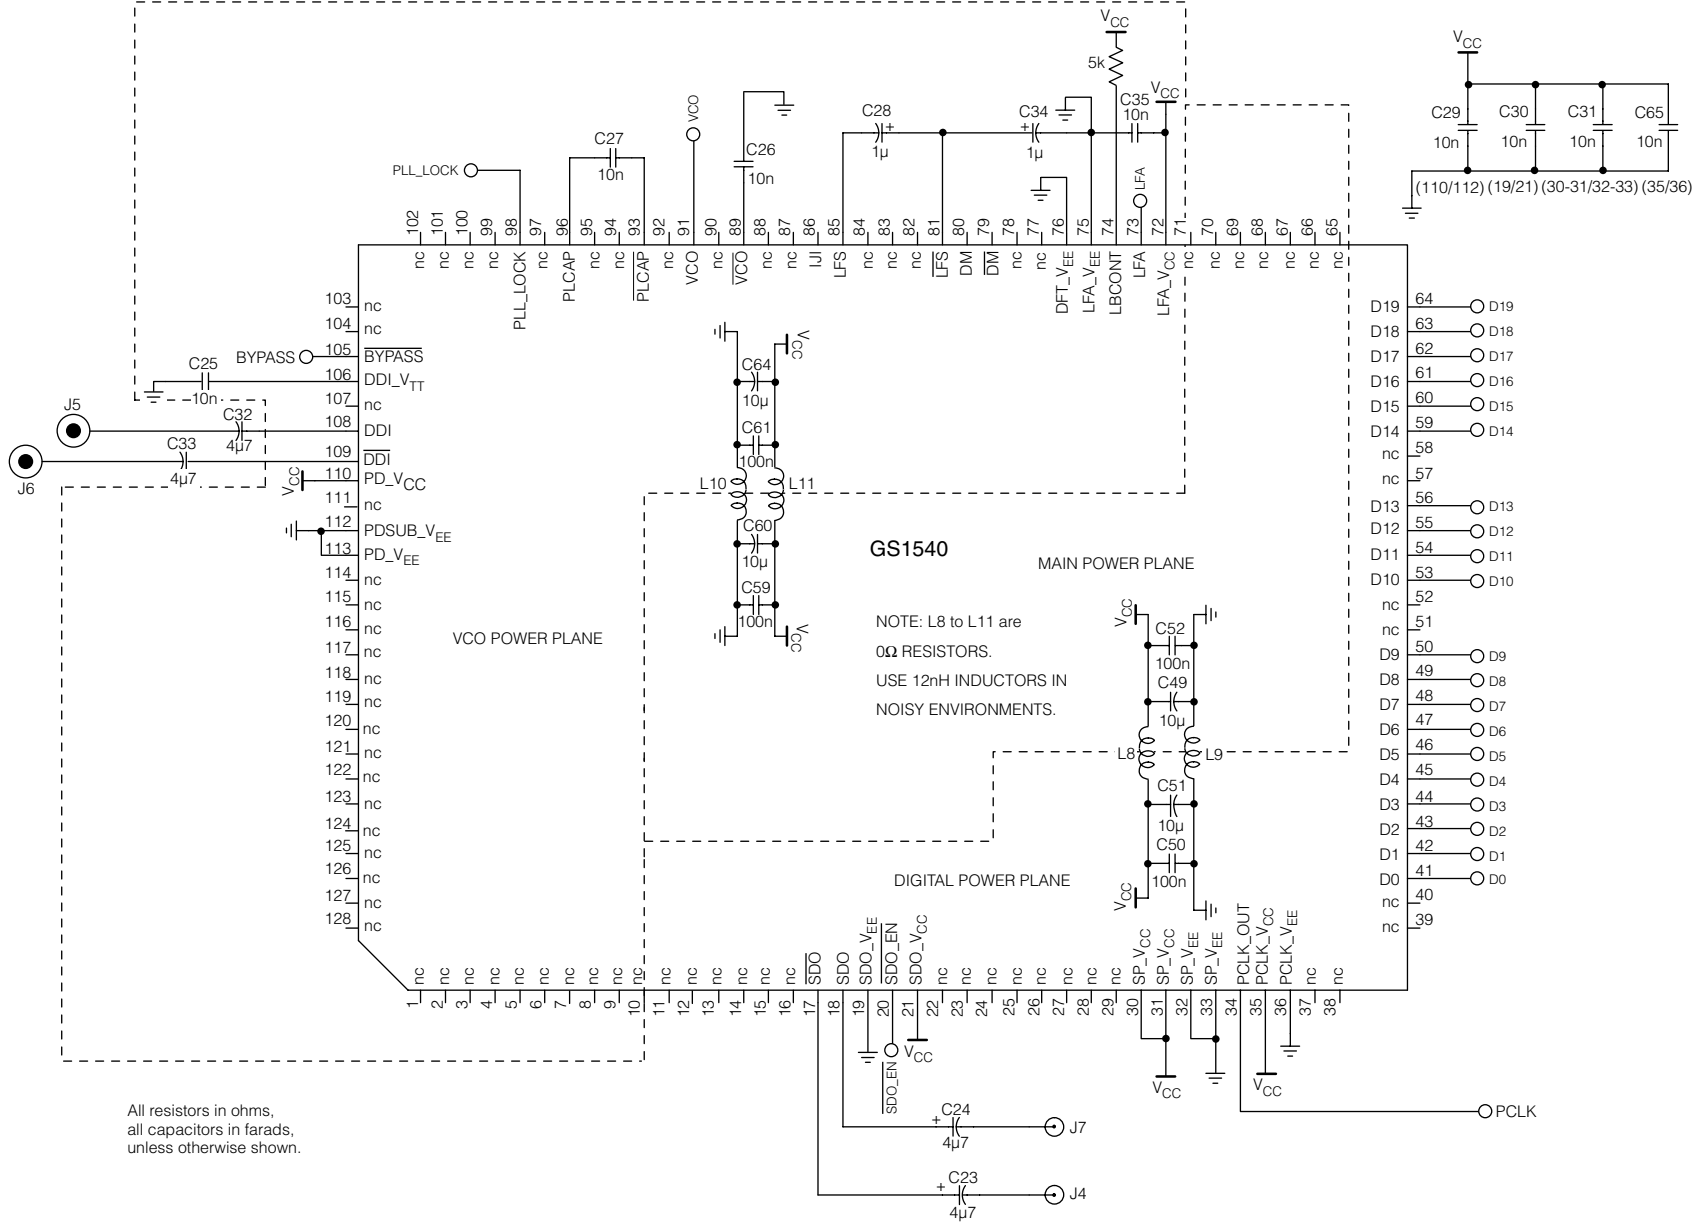 VCC
5k
VCC
VCC
C29
10n
C30
10n
C31
10n
C65
10n
(110/112) (19/21) (30-31/32-33) (35/36)
PLL_LOCK
C27
10n
VCO
C26
10n
C28
+
1µ
C34
+
1µ
C35
10n
LFA
102 101 100 99 98 97 96 95 94 93 92 91 90 89 88 87 86 85 84 83 82 81 80 79 78 77 76 75 74 73 72 71 70 69 68 67 66 65
nc nc nc nc PLL_LOCK nc PLCAP nc nc PLCAP nc VCO nc VCO nc nc IJI LFS nc nc nc LFS DM DM nc nc DFT_VEE LFA_VEE LBCONT LFA LFA_VCC nc nc nc nc nc nc nc
103 nc
104 nc
BYPASS 105 BYPASS
C25
10n
106 DDI_VTT
107 nc
J5
C32
4µ7
108 DDI
J6
C33
4µ7
109 DDI
VCC 110 PD_VCC
111 nc
112 PDSUB_VEE
113 PD_VEE
114 nc
115 nc
116 nc
117 nc
118 nc
119 nc
120 nc
121 nc
122 nc
123 nc
124 nc
125 nc
126 nc
127 nc
128 nc
VCC
C64
10µ
C61
100n
L10
L11
C60
10µ
C59
100n
VCC
GS1540
VCO POWER PLANE
MAIN POWER PLANE
NOTE: L8 to L11 are
0Ω RESISTORS.
USE 12nH INDUCTORS IN
NOISY ENVIRONMENTS.
VCC
C52
100n
C49
10µ
L8
L9
C51
10µ
C50
100n
VCC
DIGITAL POWER PLANE
D19 64 D19
D18 63 D18
D17 62 D17
D16 61 D16
D15 60 D15
D14 59 D14
nc 58
nc 57
D13 56 D13
D12 55 D12
D11 54 D11
D10 53 D10
nc 52
nc 51
D9 50 D9
D8 49 D8
D7 48 D7
D6 47 D6
D5 46 D5
D4 45 D4
D3 44 D3
D2 43 D2
D1 42 D1
D0 41 D0
nc 40
nc 39
nc nc nc nc nc nc nc nc nc nc nc nc nc nc nc nc SDO SDO SDO_VEE SDO_EN SDO_VCC nc nc nc nc nc nc nc nc SP_VCC SP_VCC SP_VEE SP_VEE PCLK_OUT PCLK_VCC PCLK_VEE nc nc
1 2 3 4 5 6 7 8 9 10 11 12 13 14 15 16 17 18 19 20 21 22 23 24 25 26 27 28 29 30 31 32 33 34 35 36 37 38
SDO_EN
VCC
VCC
VCC
PCLK
C24
+
4µ7
J7
C23
+
4µ7
J4
All resistors in ohms,
all capacitors in farads,
unless otherwise shown.